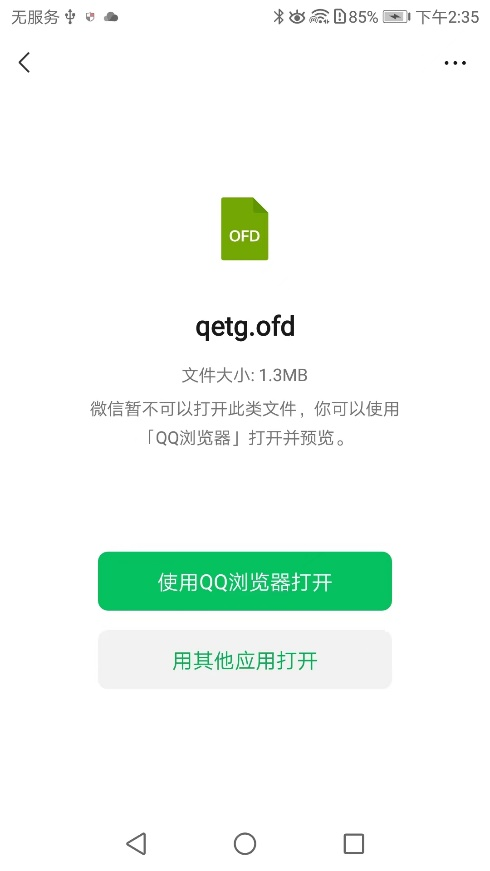 无服务 85% 下午2:35
OFD
qetg.ofd
文件大小: 1.3MB
微信暂不可以打开此类文件，你可以使用
「QQ浏览器」打开并预览。
使用QQ浏览器打开
用其他应用打开